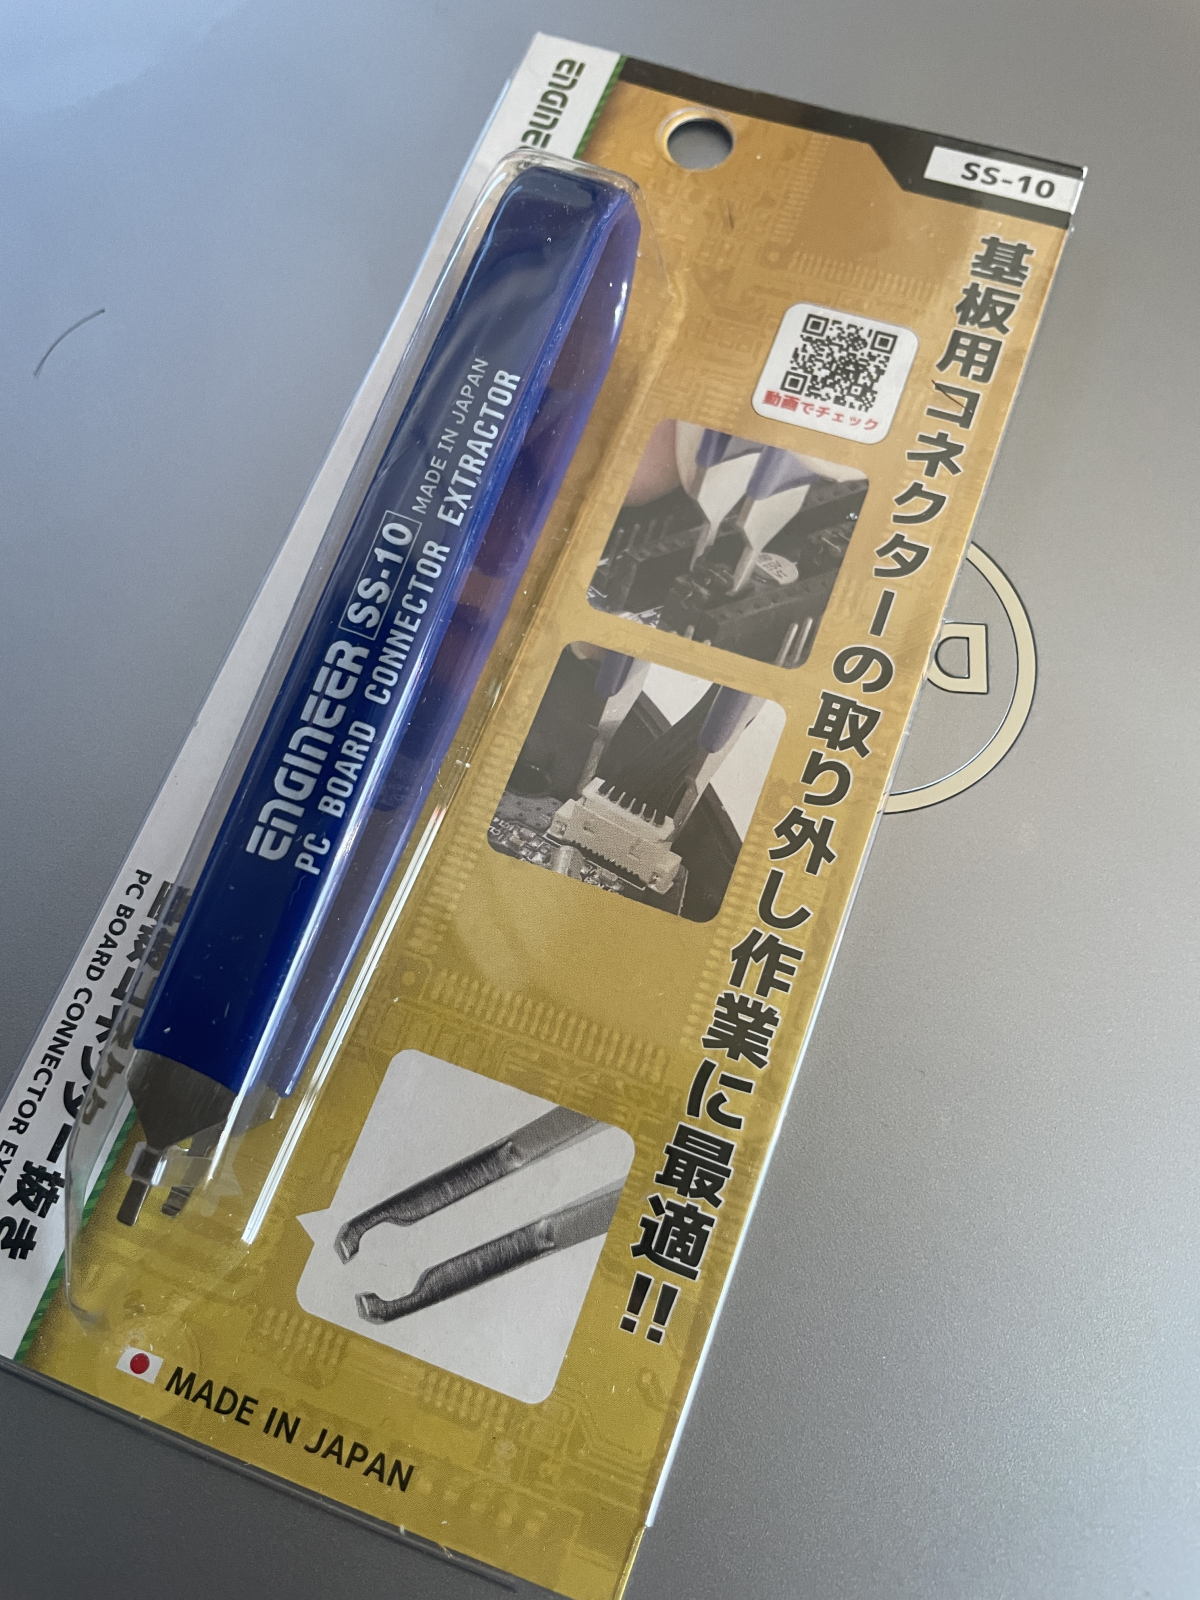 ENGINE
SS-10
基板用コネクターの取り外し作業に最適!!
動画でチェック
ENGINEER SS-10 MADE IN JAPAN
PC BOARD CONNECTOR EXTRACTOR
PC BOARD CONNECTOR EX
MADE IN JAPAN